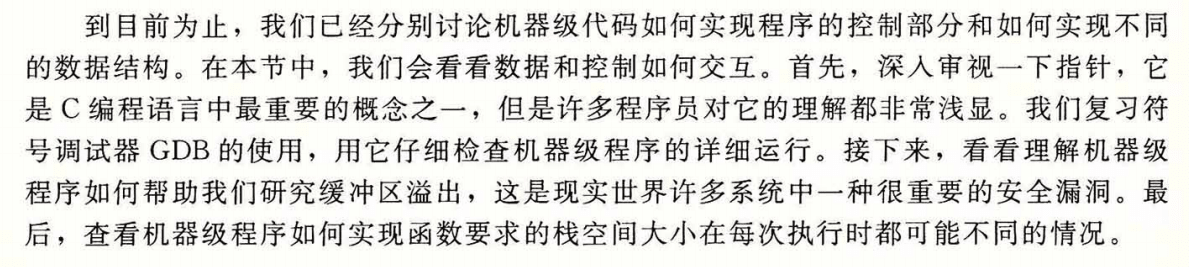 到目前为止，我们已经分别讨论机器级代码如何实现程序的控制部分和如何实现不同
的数据结构。在本节中，我们会看看数据和控制如何交互。首先，深入审视一下指针，它
是 C 编程语言中最重要的概念之一，但是许多程序员对它的理解都非常浅显。我们复习符
号调试器 GDB 的使用，用它仔细检查机器级程序的详细运行。接下来，看看理解机器级
程序如何帮助我们研究缓冲区溢出，这是现实世界许多系统中一种很重要的安全漏洞。最
后，查看机器级程序如何实现函数要求的栈空间大小在每次执行时都可能不同的情况。